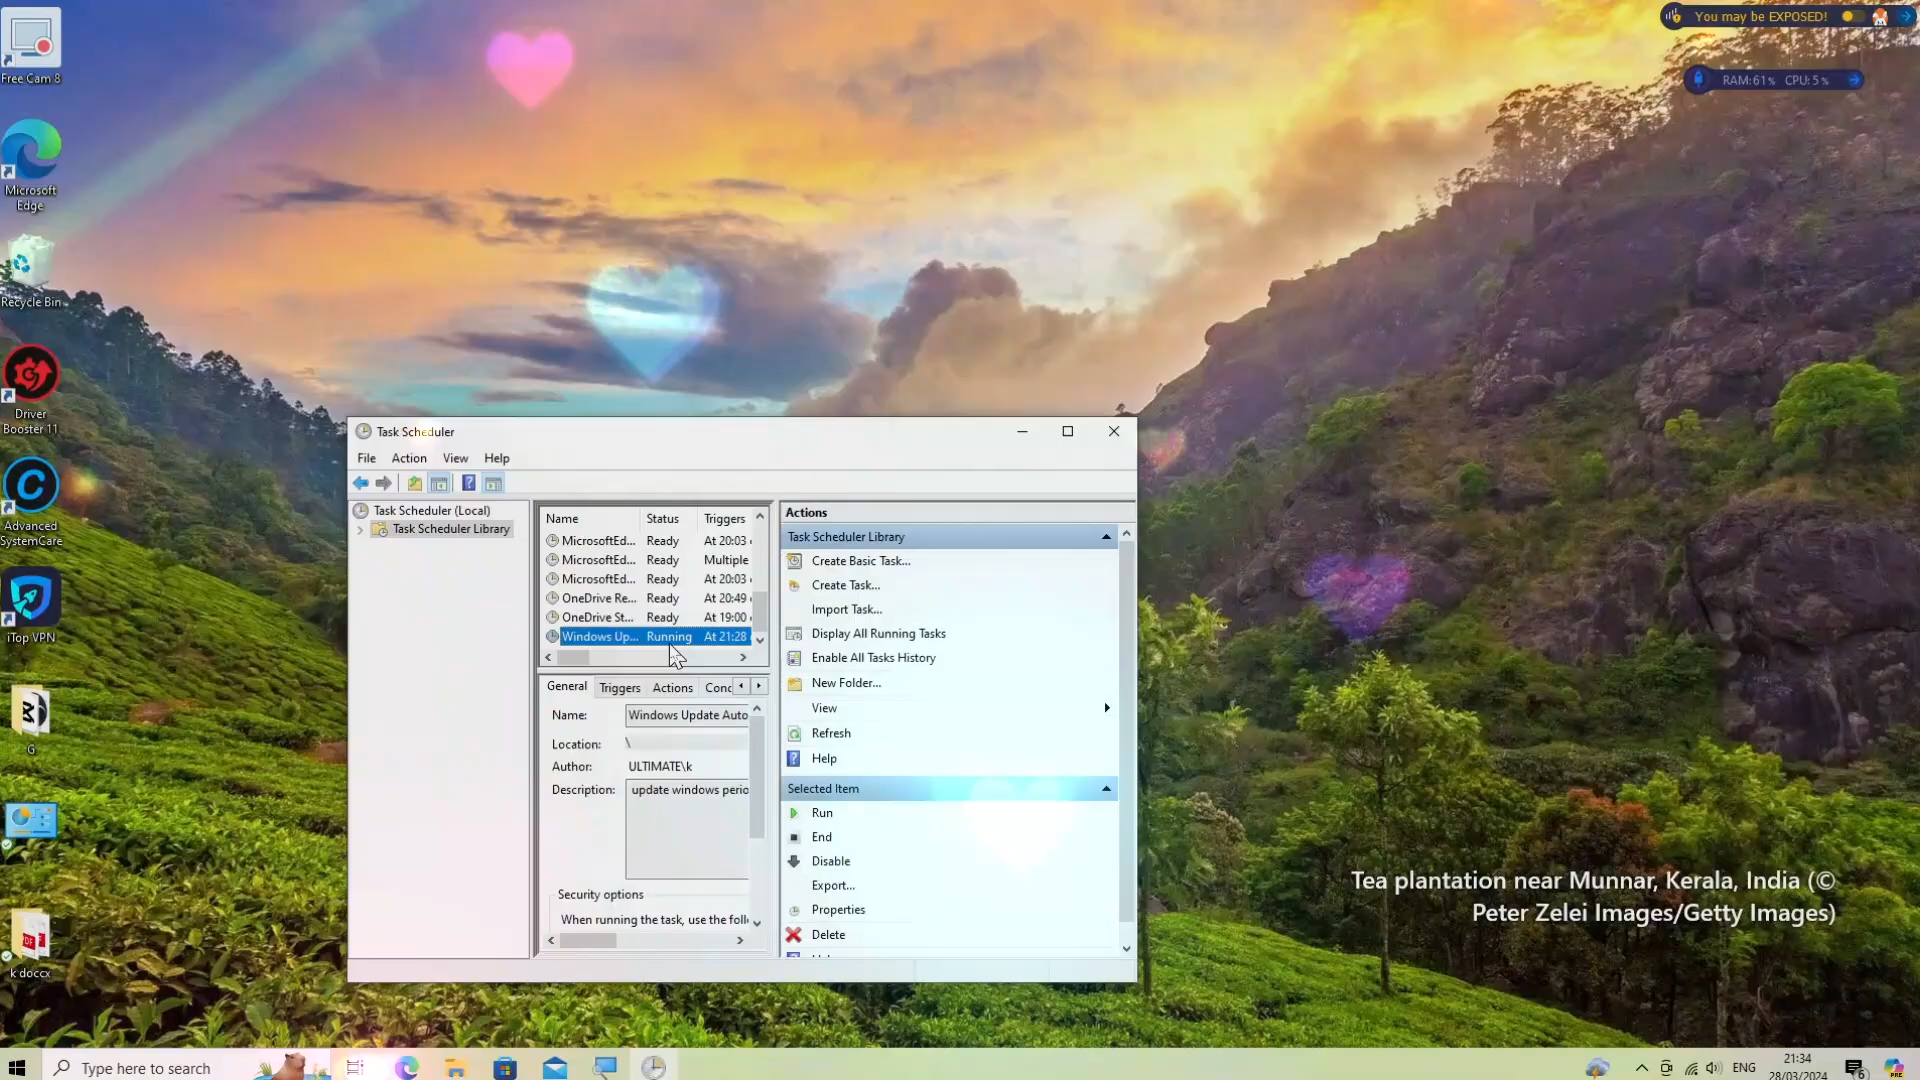 Free Cam 8
Microsoft
Edge
Recycle Bin
Driver
Booster 11
Advanced
SystemCare
iTop VPN
G
k doccx
You may be EXPOSED!
RAM:61% CPU:5%
Task Scheduler
File Action View Help
Task Scheduler (Local)
Task Scheduler Library
Name Status Triggers
MicrosoftEd... Ready At 20:03
MicrosoftEd... Ready Multiple
MicrosoftEd... Ready At 20:03
OneDrive Re... Ready At 20:49
OneDrive St... Ready At 19:00
Windows Up... Running At 21:28
General Triggers Actions Conc
Name: Windows Update Auto
Location: \
Author: ULTIMATE\k
Description: update windows perio
Security options
When running the task, use the foll
Actions
Task Scheduler Library
Create Basic Task...
Create Task...
Import Task...
Display All Running Tasks
Enable All Tasks History
New Folder...
View
Refresh
Help
Selected Item
Run
End
Disable
Export...
Properties
Delete
Tea plantation near Munnar, Kerala, India (©
Peter Zelei Images/Getty Images)
Type here to search
ENG
21:34
28/03/2024
6
PRE